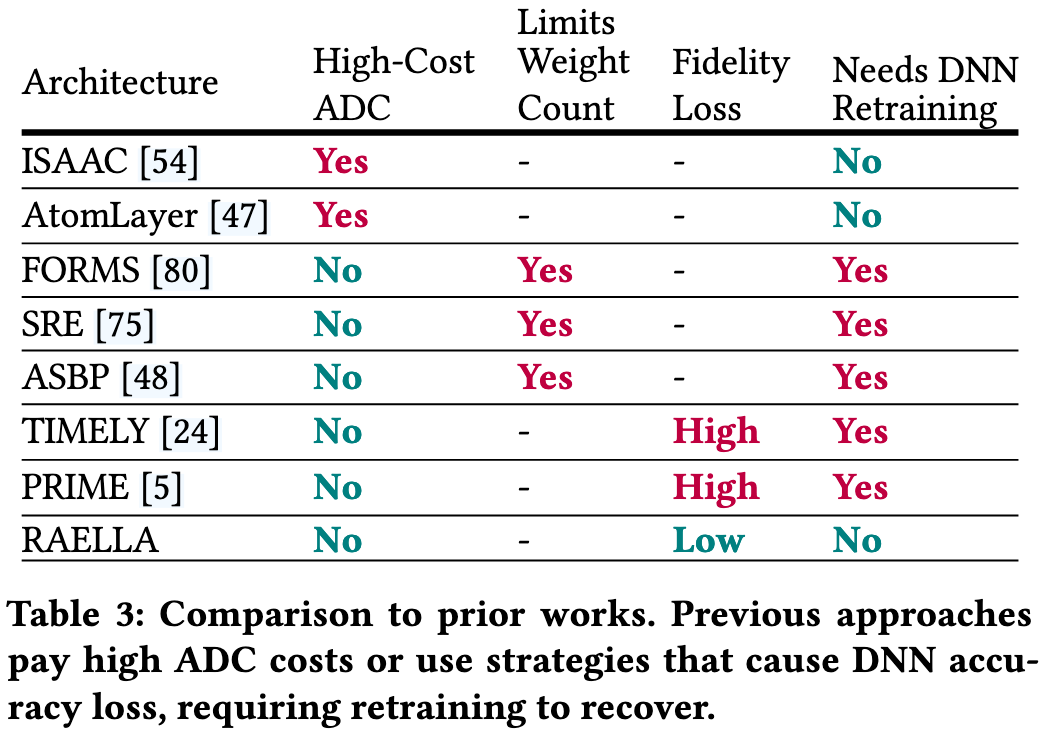 Architecture High-Cost ADC Limits Weight Count Fidelity Loss Needs DNN Retraining
ISAAC [54] Yes - - No
AtomLayer [47] Yes - - No
FORMS [80] No Yes - Yes
SRE [75] No Yes - Yes
ASBP [48] No Yes - Yes
TIMELY [24] No - High Yes
PRIME [5] No - High Yes
RAELLA No - Low No
Table 3: Comparison to prior works. Previous approaches
pay high ADC costs or use strategies that cause DNN accu-
racy loss, requiring retraining to recover.